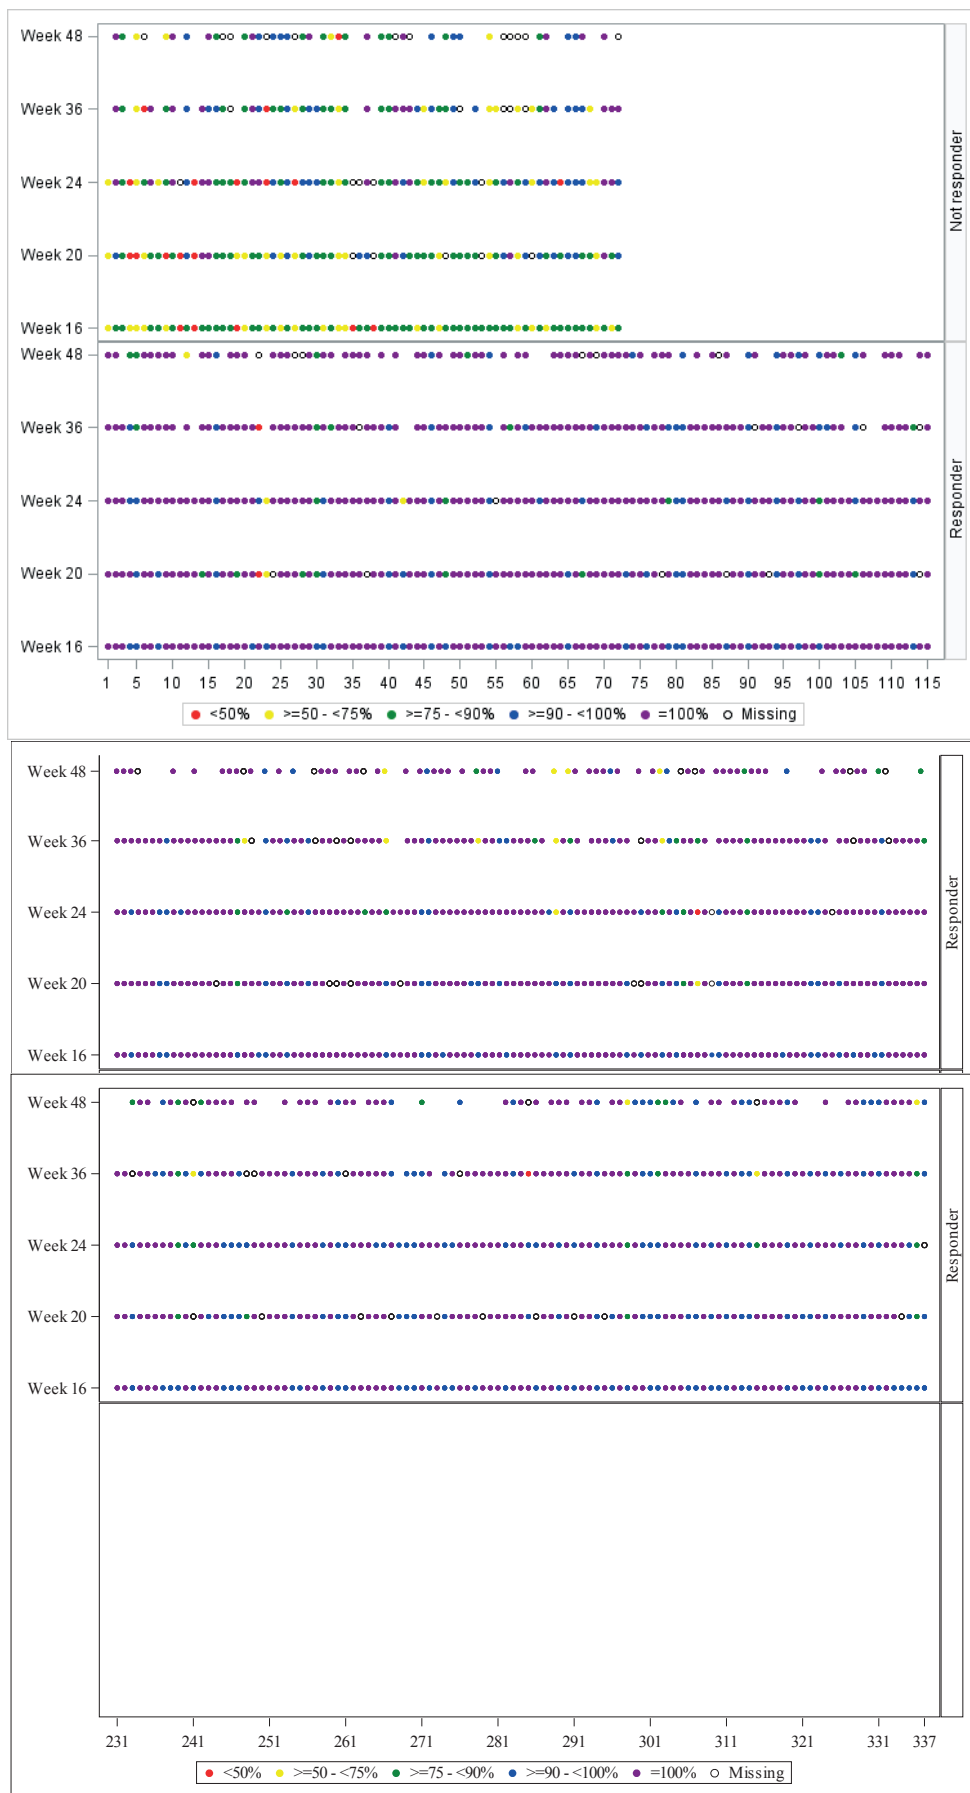 Week 48
Week 36
Week 24
Week 20
Week 16
Not responder
Week 48
Week 36
Week 24
Week 20
Week 16
Responder
1 5 10 15 20 25 30 35 40 45 50 55 60 65 70 75 80 85 90 95 100 105 110 115
<50% >=50 - <75% >=75 - <90% >=90 - <100% =100% Missing
Week 48
Week 36
Week 24
Week 20
Week 16
Responder
Week 48
Week 36
Week 24
Week 20
Week 16
Responder
231 241 251 261 271 281 291 301 311 321 331 337
<50% >=50 - <75% >=75 - <90% >=90 - <100% =100% Missing